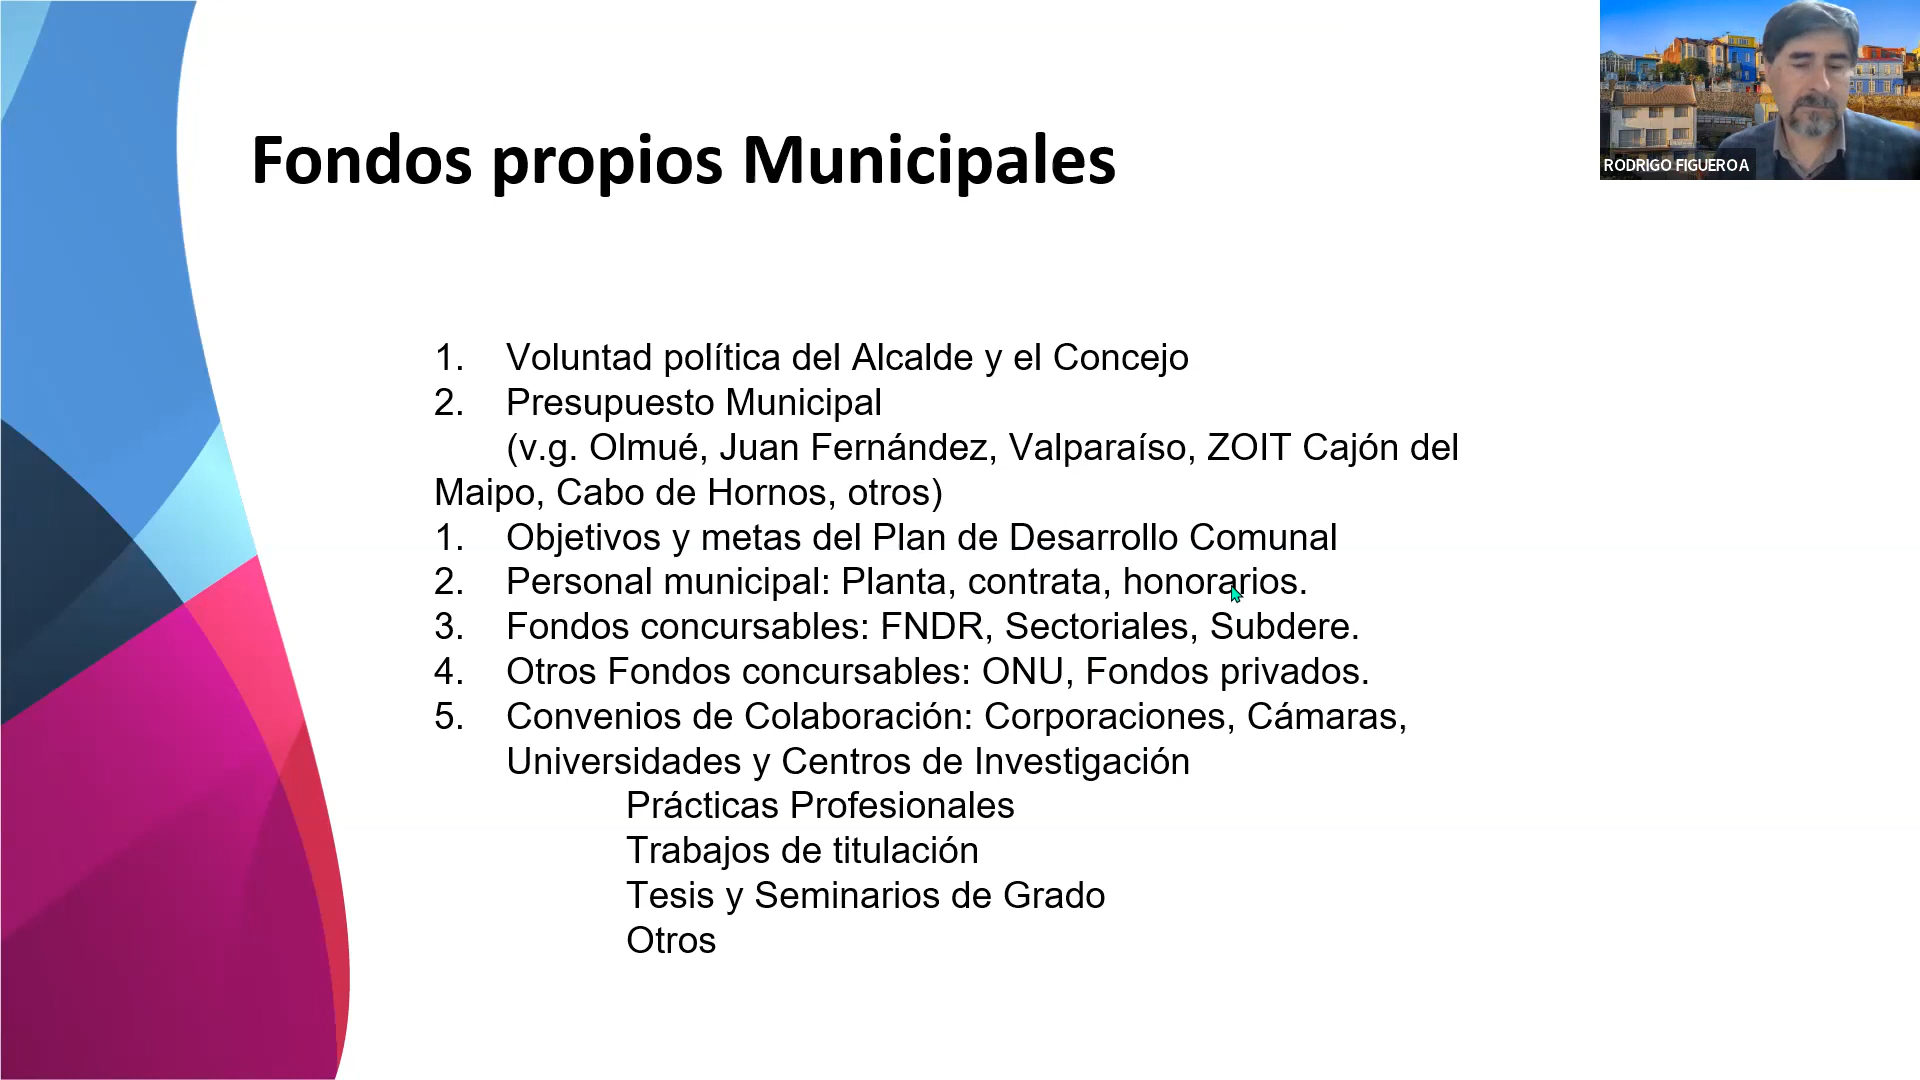 Fondos propios Municipales
RODRIGO FIGUEROA
1. Voluntad política del Alcalde y el Concejo
2. Presupuesto Municipal
(v.g. Olmué, Juan Fernández, Valparaíso, ZOIT Cajón del
Maipo, Cabo de Hornos, otros)
1. Objetivos y metas del Plan de Desarrollo Comunal
2. Personal municipal: Planta, contrata, honorarios.
3. Fondos concursables: FNDR, Sectoriales, Subdere.
4. Otros Fondos concursables: ONU, Fondos privados.
5. Convenios de Colaboración: Corporaciones, Cámaras,
Universidades y Centros de Investigación
Prácticas Profesionales
Trabajos de titulación
Tesis y Seminarios de Grado
Otros